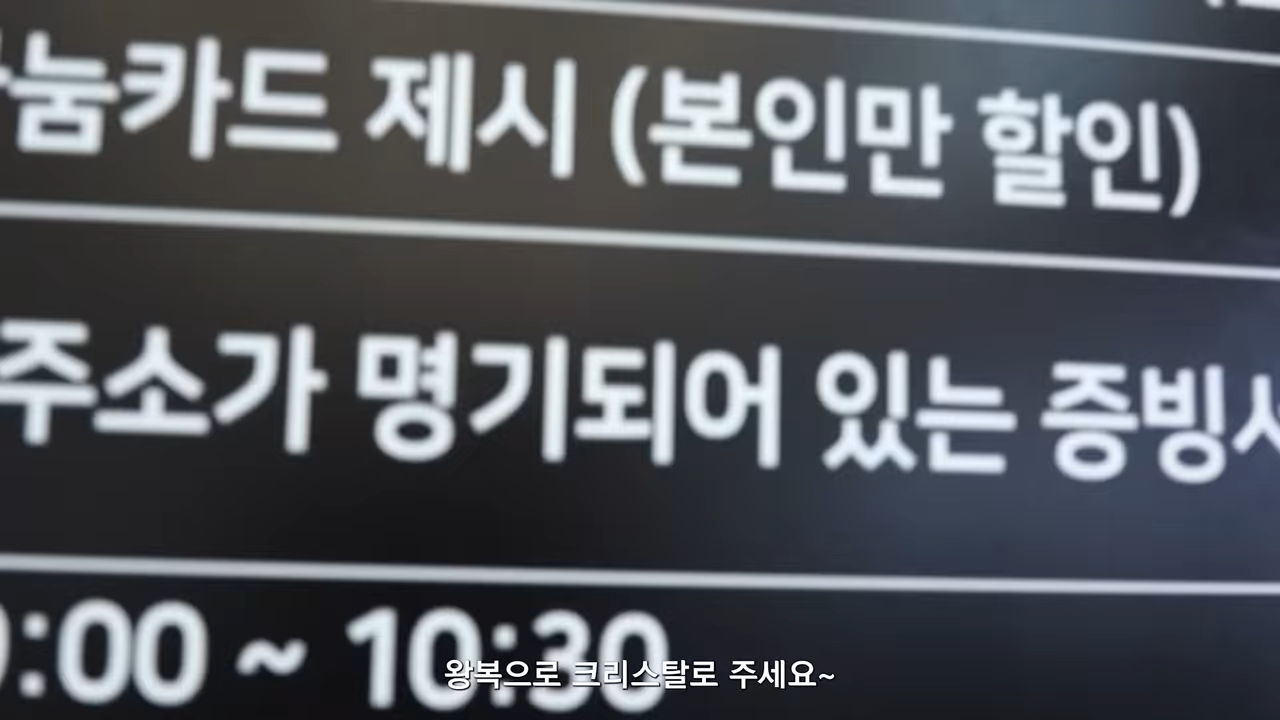 눔카드 제시 (본인만 할인)
주소가 명기되어 있는 증빙
:00 ~ 10:30
왕복으로 크리스탈로 주세요~